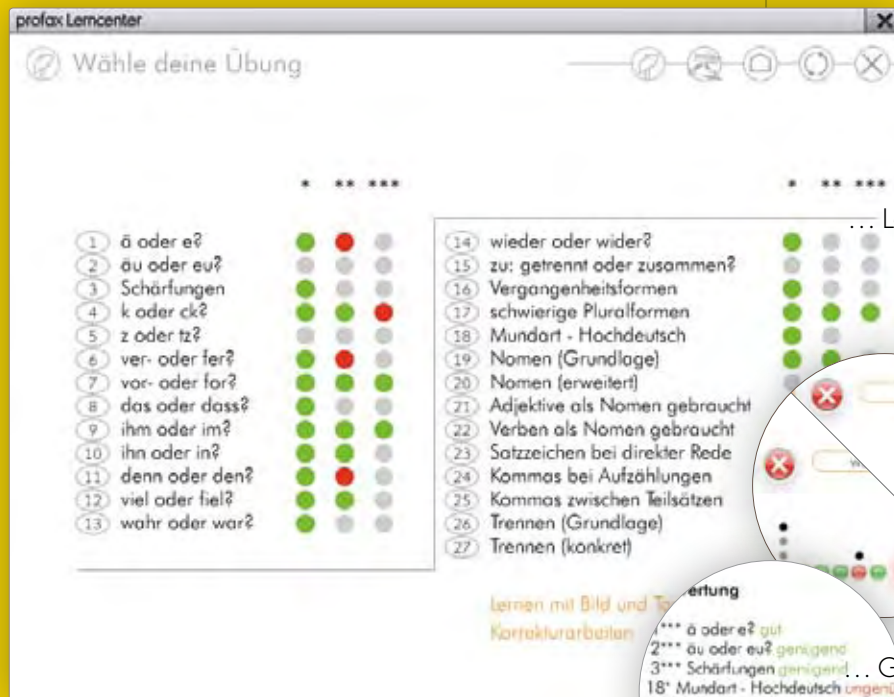 profax Lerncenter
Wähle deine Übung
* ** ***
* ** ***
1 ä oder e?
2 äu oder eu?
3 Schärfungen
4 k oder ck?
5 z oder tz?
6 ver- oder fer?
7 vor- oder for?
8 das oder dass?
9 ihm oder im?
10 ihn oder in?
11 denn oder den?
12 viel oder fiel?
13 wahr oder war?
... L
14 wieder oder wider?
15 zu: getrennt oder zusammen?
16 Vergangenheitsformen
17 schwierige Pluralformen
18 Mundart - Hochdeutsch
19 Nomen (Grundlage)
20 Nomen (erweitert)
21 Adjektive als Nomen gebraucht
22 Verben als Nomen gebraucht
23 Satzzeichen bei direkter Rede
24 Kommas bei Aufzählungen
25 Kommas zwischen Teilsätzen
26 Trennen (Grundlage)
27 Trennen (konkret)
Lernen mit Bild und To
Korrekturarbeiten
ertung
1*** ä oder e? gut
2*** äu oder eu? genügend
3*** Schärfungen genügend
... G
18* Mundart - Hochdeutsch ungen